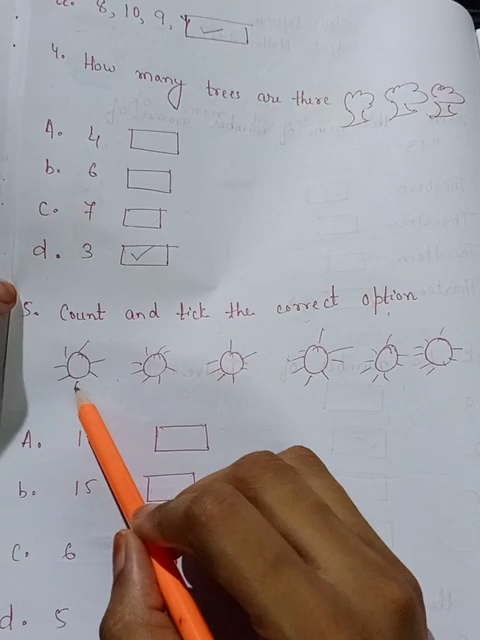 8, 10, 9,
4. How many trees are there
A. 4
b. 6
C. 7
d. 3
5. Count and tick the correct option
A.
b. 15
C. 6
d. 5